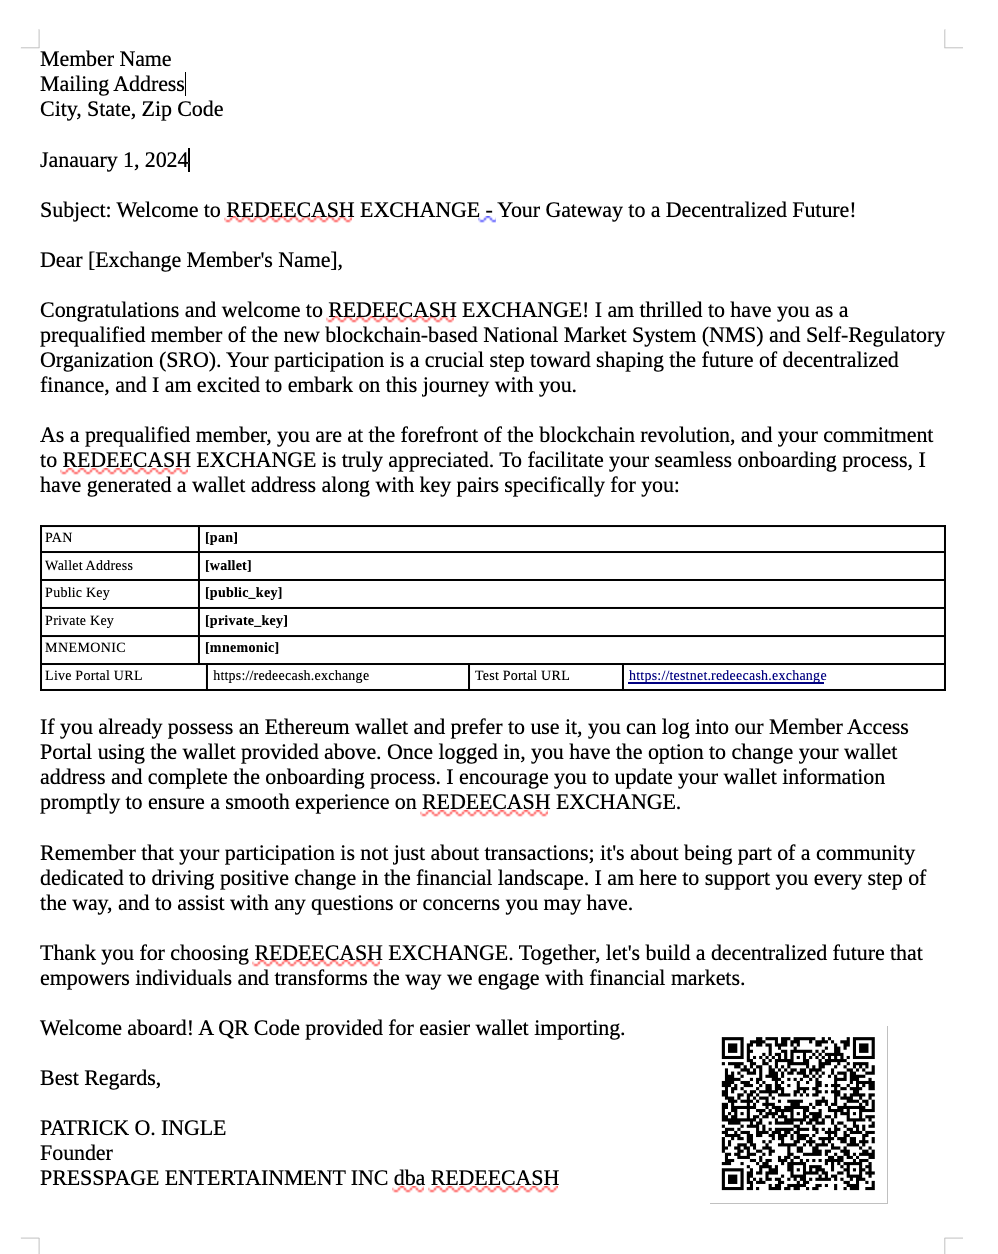 Member Name
Mailing Address
City, State, Zip Code
Janauary 1, 2024
Subject: Welcome to REDEECASH EXCHANGE - Your Gateway to a Decentralized Future!
Dear [Exchange Member's Name],
Congratulations and welcome to REDEECASH EXCHANGE! I am thrilled to have you as a
prequalified member of the new blockchain-based National Market System (NMS) and Self-Regulatory
Organization (SRO). Your participation is a crucial step toward shaping the future of decentralized
finance, and I am excited to embark on this journey with you.
As a prequalified member, you are at the forefront of the blockchain revolution, and your commitment
to REDEECASH EXCHANGE is truly appreciated. To facilitate your seamless onboarding process, I
have generated a wallet address along with key pairs specifically for you:
PAN [pan]
Wallet Address [wallet]
Public Key [public_key]
Private Key [private_key]
MNEMONIC [mnemonic]
Live Portal URL https://redeecash.exchange Test Portal URL https://testnet.redeecash.exchange
If you already possess an Ethereum wallet and prefer to use it, you can log into our Member Access
Portal using the wallet provided above. Once logged in, you have the option to change your wallet
address and complete the onboarding process. I encourage you to update your wallet information
promptly to ensure a smooth experience on REDEECASH EXCHANGE.
Remember that your participation is not just about transactions; it's about being part of a community
dedicated to driving positive change in the financial landscape. I am here to support you every step of
the way, and to assist with any questions or concerns you may have.
Thank you for choosing REDEECASH EXCHANGE. Together, let's build a decentralized future that
empowers individuals and transforms the way we engage with financial markets.
Welcome aboard! A QR Code provided for easier wallet importing.
Best Regards,
PATRICK O. INGLE
Founder
PRESSPAGE ENTERTAINMENT INC dba REDEECASH